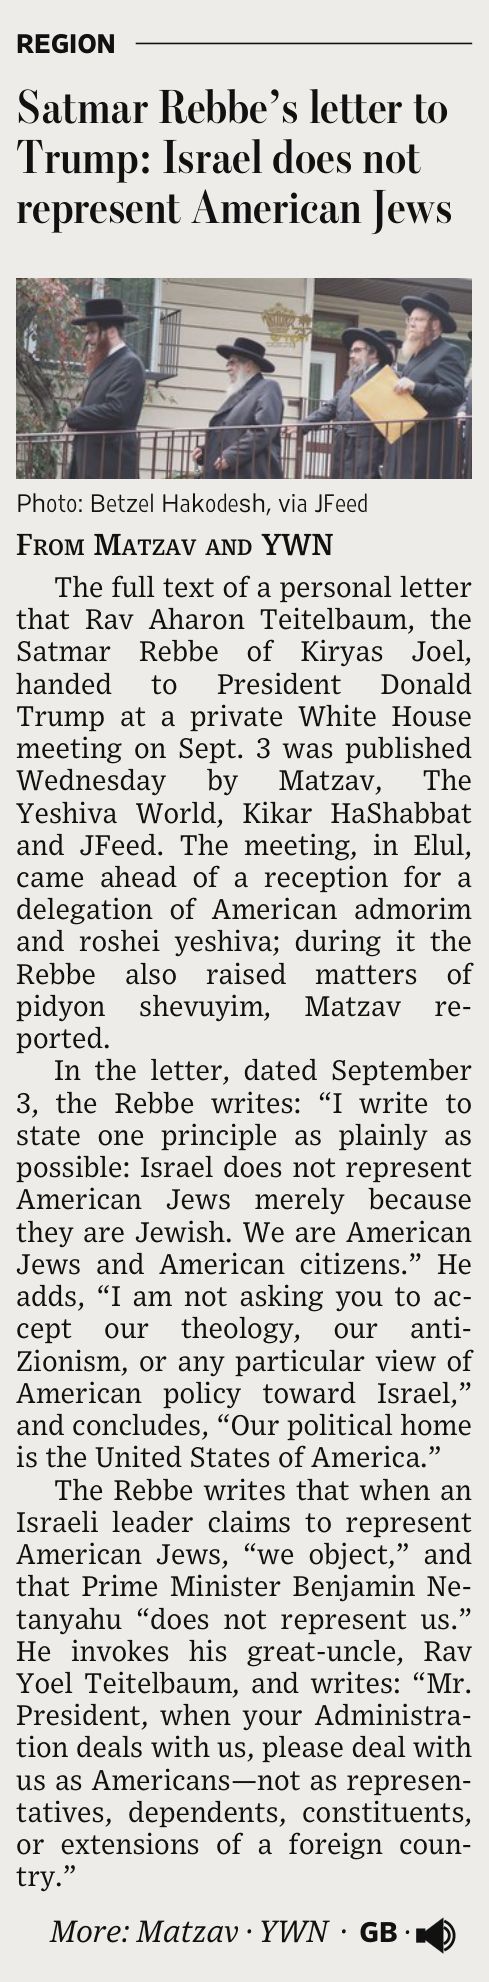 REGION
Satmar Rebbe’s letter to
Trump: Israel does not
represent American Jews
Photo: Betzel Hakodesh, via JFeed
FROM MATZAV AND YWN
The full text of a personal letter
that Rav Aharon Teitelbaum, the
Satmar Rebbe of Kiryas Joel,
handed to President Donald
Trump at a private White House
meeting on Sept. 3 was published
Wednesday by Matzav, The
Yeshiva World, Kikar HaShabbat
and JFeed. The meeting, in Elul,
came ahead of a reception for a
delegation of American admorim
and roshei yeshiva; during it the
Rebbe also raised matters of
pidyon shevuyim, Matzav re-
ported.
In the letter, dated September
3, the Rebbe writes: “I write to
state one principle as plainly as
possible: Israel does not represent
American Jews merely because
they are Jewish. We are American
Jews and American citizens.” He
adds, “I am not asking you to ac-
cept our theology, our anti-
Zionism, or any particular view of
American policy toward Israel,”
and concludes, “Our political home
is the United States of America.”
The Rebbe writes that when an
Israeli leader claims to represent
American Jews, “we object,” and
that Prime Minister Benjamin Ne-
tanyahu “does not represent us.”
He invokes his great-uncle, Rav
Yoel Teitelbaum, and writes: “Mr.
President, when your Administra-
tion deals with us, please deal with
us as Americans—not as represen-
tatives, dependents, constituents,
or extensions of a foreign coun-
try.”
More: Matzav · YWN · GB ·